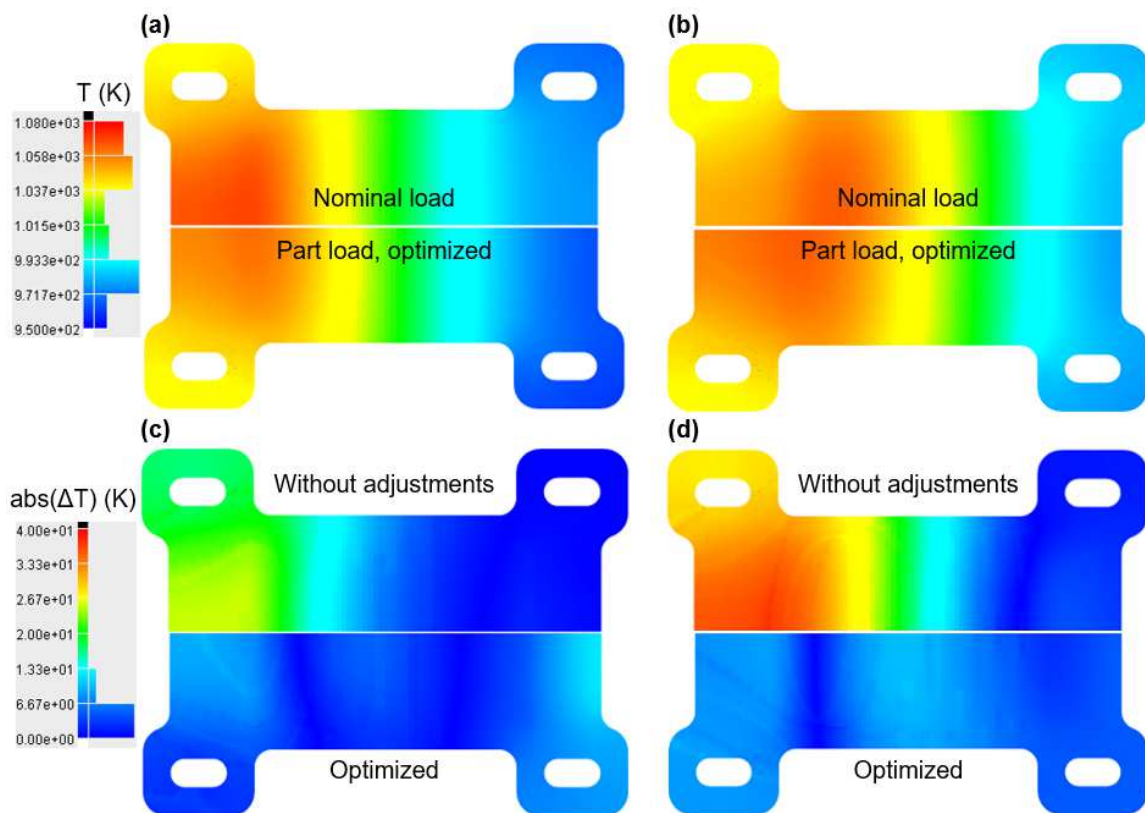 (a)
(b)
T (K)
1.080e+03
1.058e+03
1.037e+03
1.015e+03
9.933e+02
9.717e+02
9.500e+02
Nominal load
Part load, optimized
Nominal load
Part load, optimized
(c)
(d)
abs(ΔT) (K)
4.00e+01
3.33e+01
2.67e+01
2.00e+01
1.33e+01
6.67e+00
0.00e+00
Without adjustments
Optimized
Without adjustments
Optimized